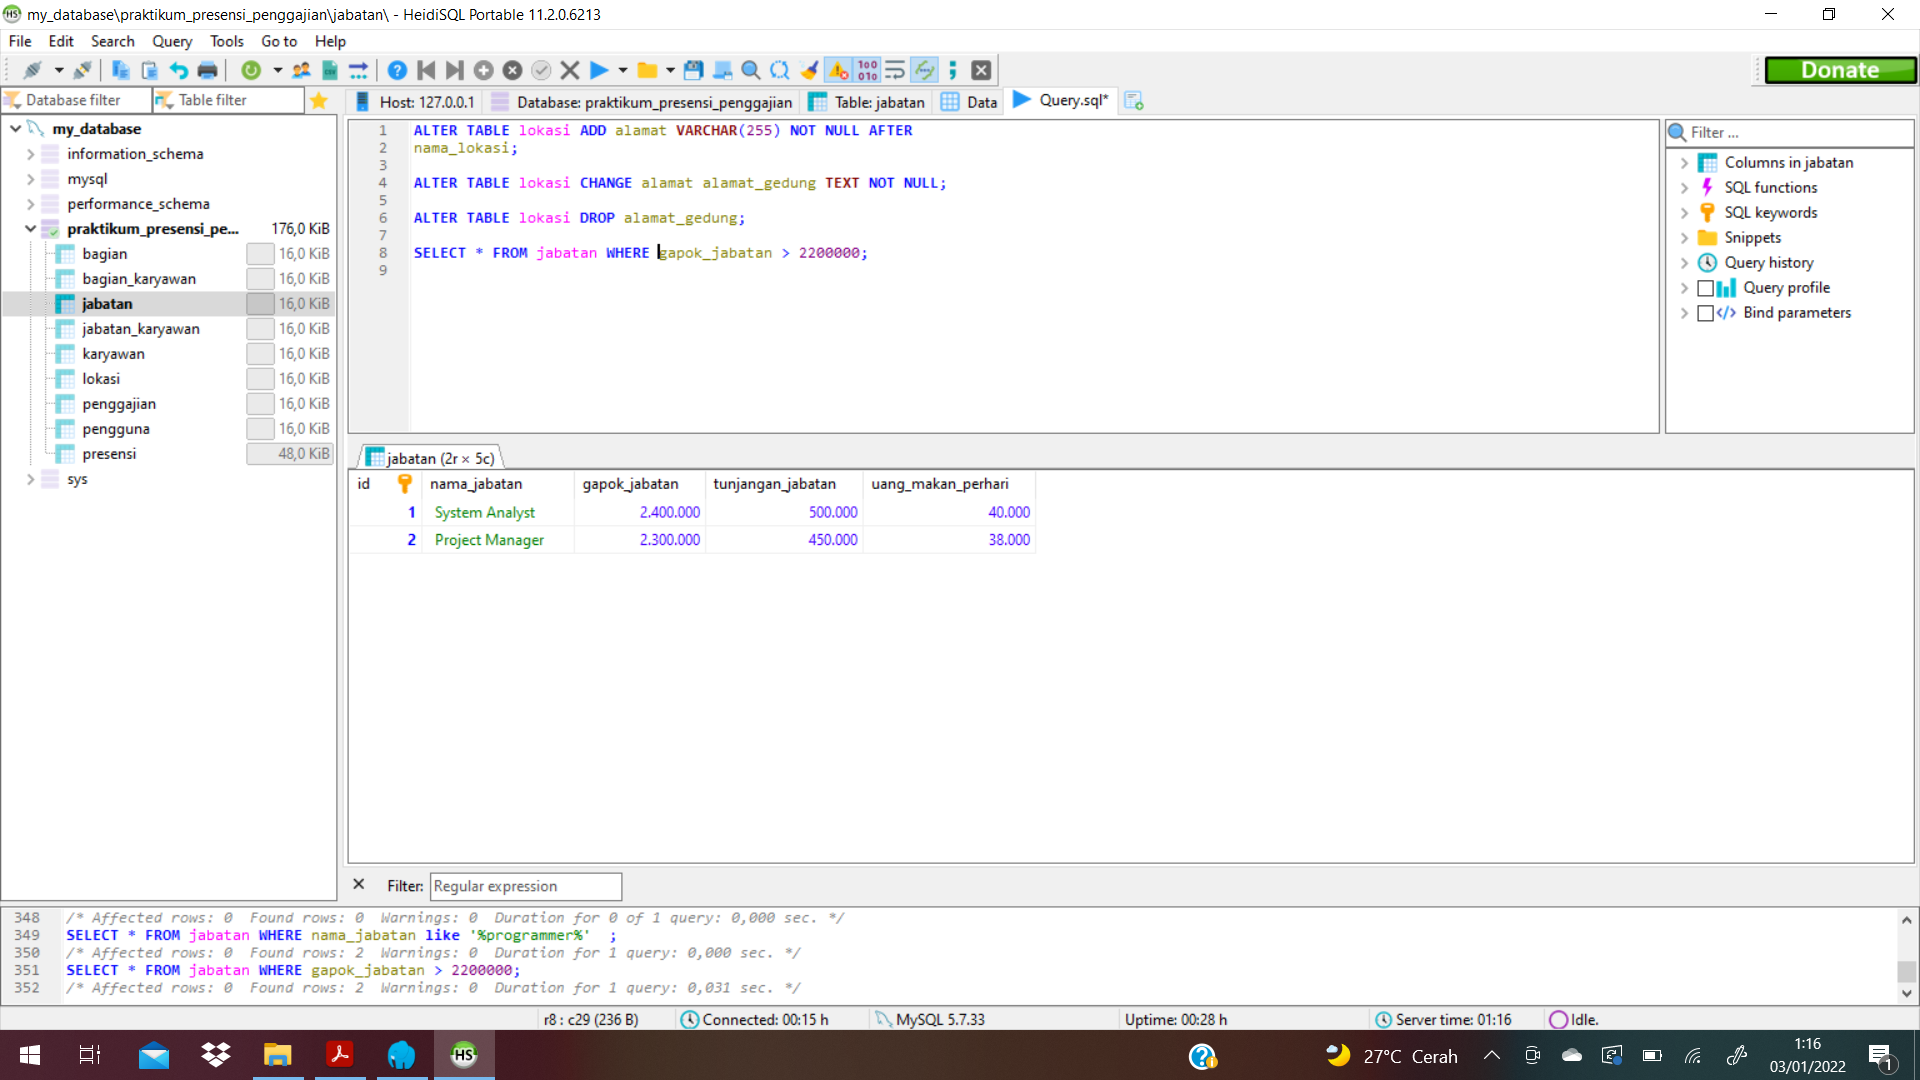 my_database\praktikum_presensi_penggajian\jabatan\ - HeidiSQL Portable 11.2.0.6213
File Edit Search Query Tools Go to Help
Donate
Database filter Table filter
Host: 127.0.0.1 Database: praktikum_presensi_penggajian Table: jabatan Data Query.sql*
my_database
information_schema
mysql
performance_schema
praktikum_presensi_pe... 176,0 KiB
bagian 16,0 KiB
bagian_karyawan 16,0 KiB
jabatan 16,0 KiB
jabatan_karyawan 16,0 KiB
karyawan 16,0 KiB
lokasi 16,0 KiB
penggajian 16,0 KiB
pengguna 16,0 KiB
presensi 48,0 KiB
sys
1 ALTER TABLE lokasi ADD alamat VARCHAR(255) NOT NULL AFTER
2 nama_lokasi;
3
4 ALTER TABLE lokasi CHANGE alamat alamat_gedung TEXT NOT NULL;
5
6 ALTER TABLE lokasi DROP alamat_gedung;
7
8 SELECT * FROM jabatan WHERE gapok_jabatan > 2200000;
9
Filter ...
Columns in jabatan
SQL functions
SQL keywords
Snippets
Query history
Query profile
Bind parameters
jabatan (2r × 5c)
id nama_jabatan gapok_jabatan tunjangan_jabatan uang_makan_perhari
1 System Analyst 2.400.000 500.000 40.000
2 Project Manager 2.300.000 450.000 38.000
Filter: Regular expression
348 /* Affected rows: 0 Found rows: 0 Warnings: 0 Duration for 0 of 1 query: 0,000 sec. */
349 SELECT * FROM jabatan WHERE nama_jabatan like '%programmer%' ;
350 /* Affected rows: 0 Found rows: 2 Warnings: 0 Duration for 1 query: 0,000 sec. */
351 SELECT * FROM jabatan WHERE gapok_jabatan > 2200000;
352 /* Affected rows: 0 Found rows: 2 Warnings: 0 Duration for 1 query: 0,031 sec. */
r8 : c29 (236 B) Connected: 00:15 h MySQL 5.7.33 Uptime: 00:28 h Server time: 01:16 Idle.
HS
27°C Cerah
1:16
03/01/2022
1